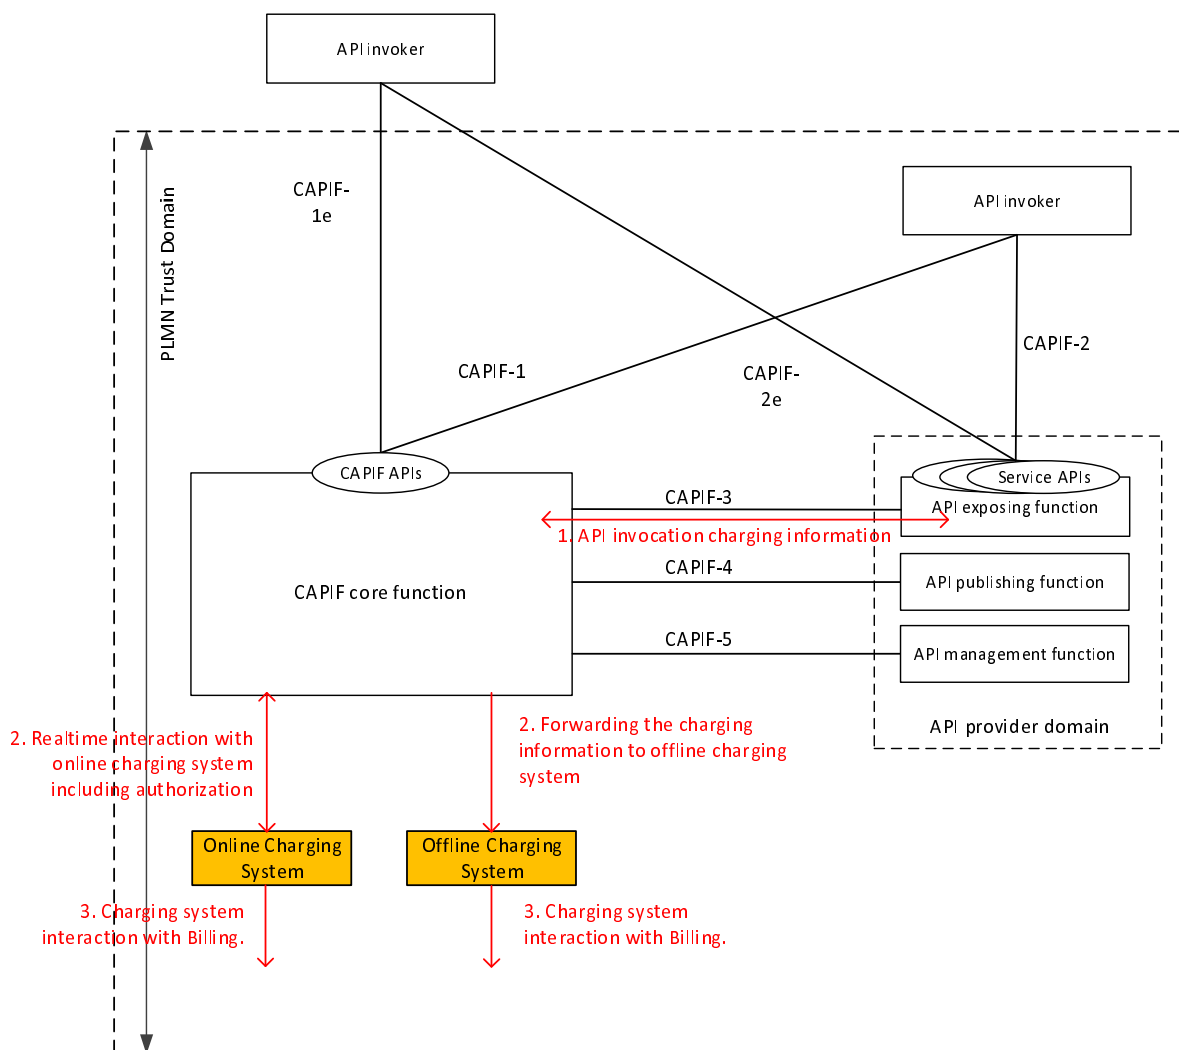 API invoker
PLMN Trust Domain
CAPIF-
1e
API invoker
CAPIF-1
CAPIF-
2e
CAPIF-2
CAPIF APIs
Service APIs
CAPIF-3
API exposing function
1. API invocation charging information
CAPIF-4
API publishing function
CAPIF core function
CAPIF-5
API management function
API provider domain
2. Realtime interaction with
online charging system
including authorization
2. Forwarding the charging
information to offline charging
system
Online Charging
System
Offline Charging
System
3. Charging system
interaction with Billing.
3. Charging system
interaction with Billing.